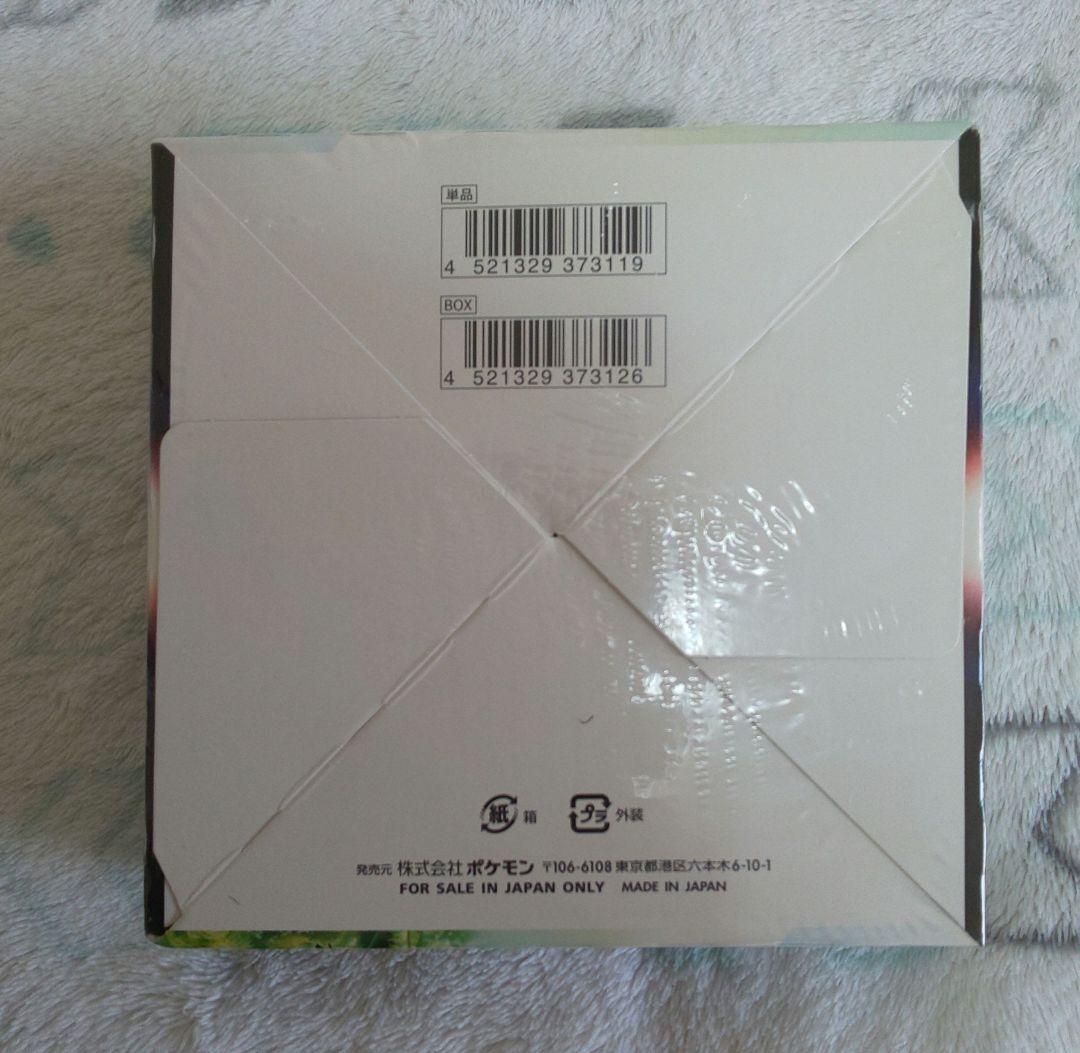 単品
4 521329 373119
BOX
4 521329 373126
紙 箱 プラ 外装
発売元 株式会社 ポケモン 〒106-6108 東京都港区六本木6-10-1
FOR SALE IN JAPAN ONLY MADE IN JAPAN